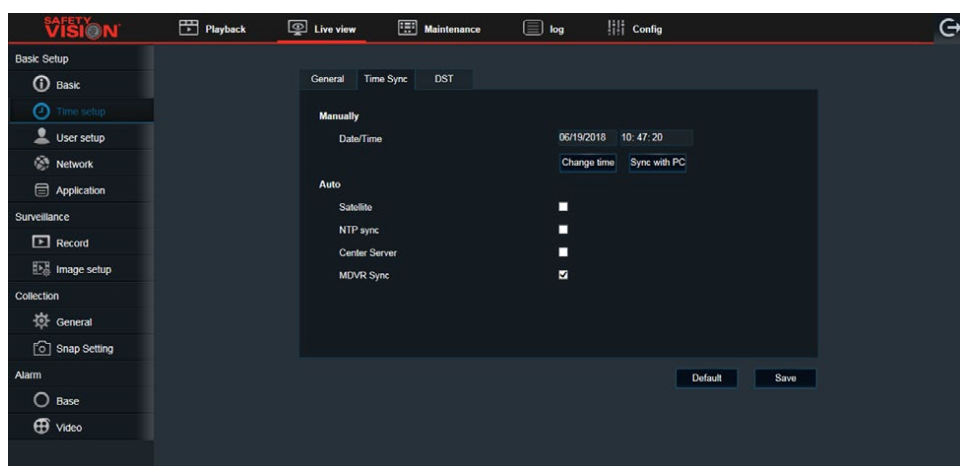 SAFETY VISION
Playback
Live view
Maintenance
log
Config
Basic Setup
Basic
Time setup
User setup
Network
Application
Surveillance
Record
Image setup
Collection
General
Snap Setting
Alarm
Base
Video
General Time Sync DST
Manually
Date/Time 06/19/2018 10: 47: 20
Change time Sync with PC
Auto
Satellite
NTP sync
Center Server
MDVR Sync
Default Save